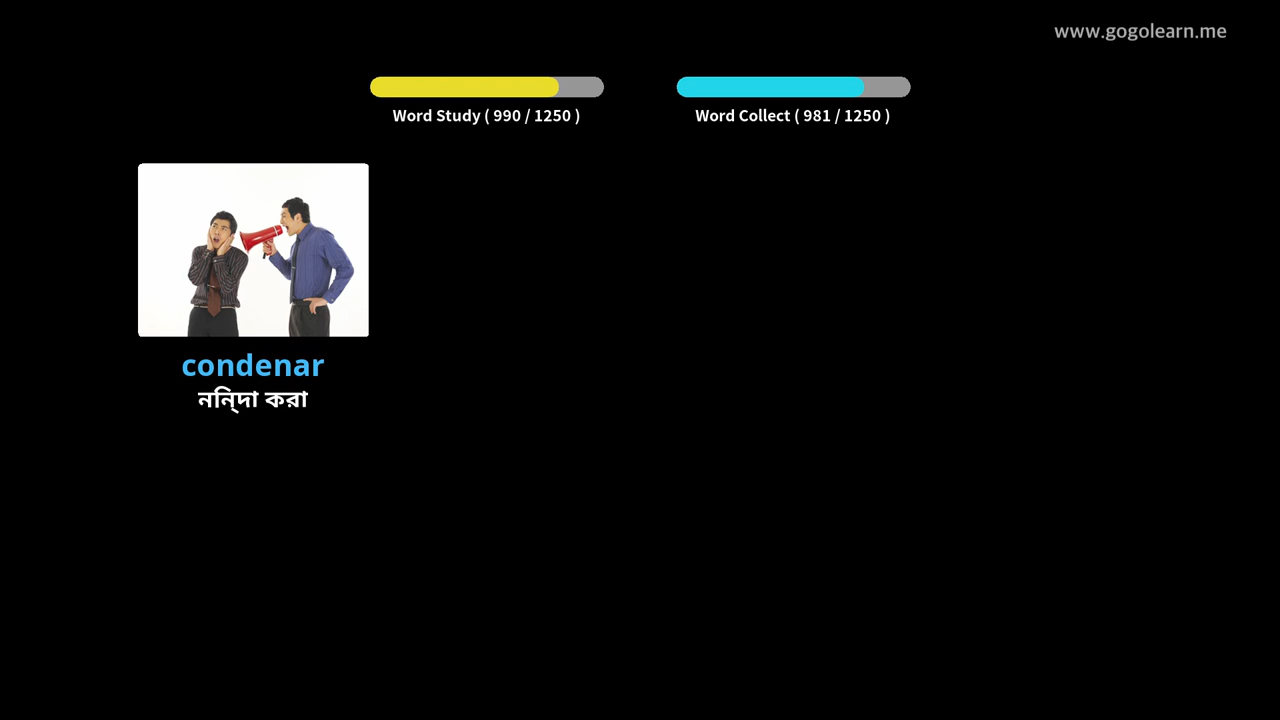 www.gogolearn.me
Word Study ( 990 / 1250 )
Word Collect ( 981 / 1250 )
condenar
নিন্দা করা